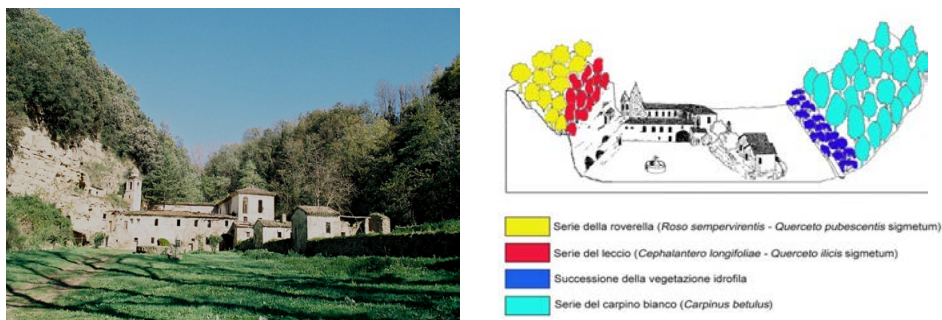 Serie della roverella (Roso sempervirentis - Querceto pubescentis sigmetum)
Serie del leccio (Cephalantero longifoliae - Querceto ilicis sigmetum)
Successione della vegetazione idrofila
Serie del carpino bianco (Carpinus betulus)